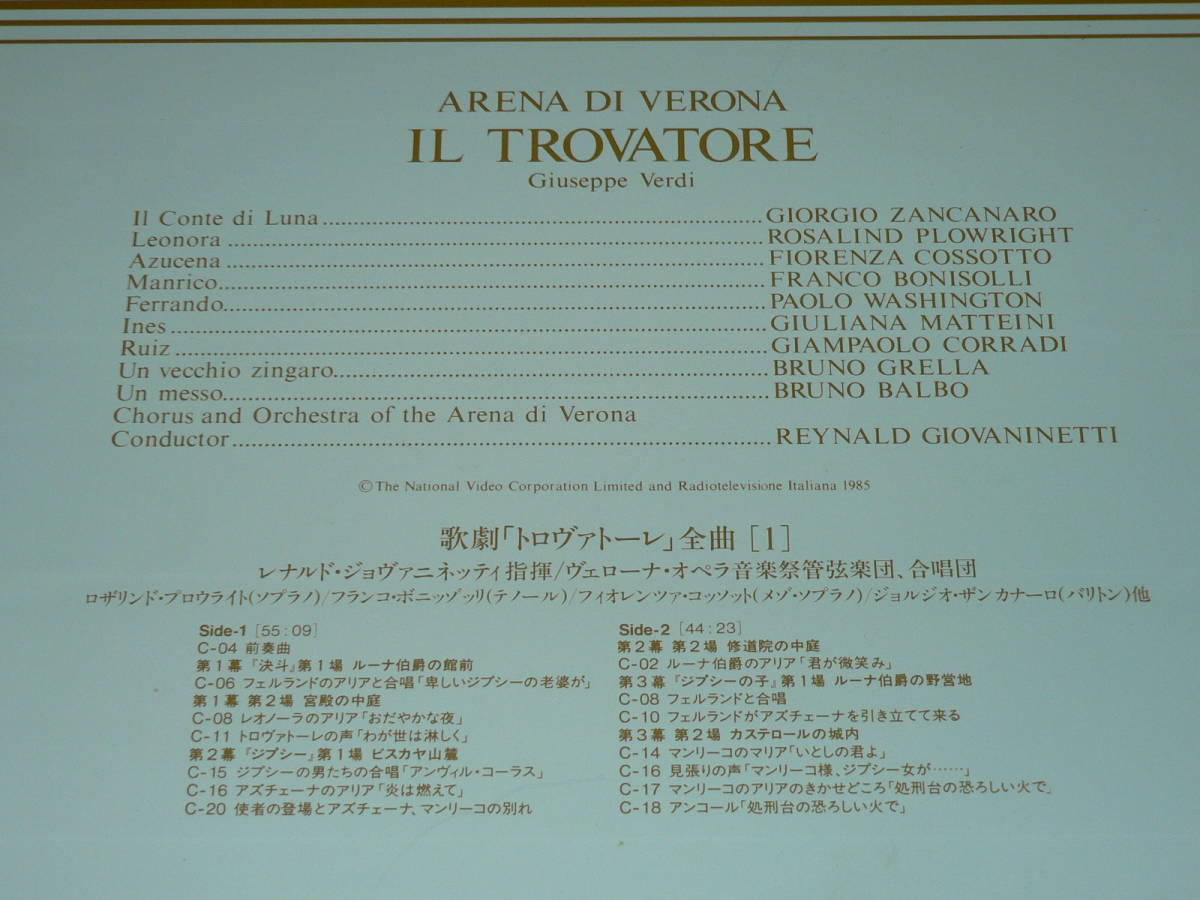 ARENA DI VERONA
IL TROVATORE
Giuseppe Verdi
Il Conte di Luna.....GIORGIO ZANCANARO
Leonora.....ROSALIND PLOWRIGHT
Azucena.....FIORENZA COSSOTTO
Manrico.....FRANCO BONISOLLI
Ferrando.....PAOLO WASHINGTON
Ines.....GIULIANA MATTEINI
Ruiz.....GIAMPAOLO CORRADI
Un vecchio zingaro.....BRUNO GRELLA
Un messo.....BRUNO BALBO
Chorus and Orchestra of the Arena di Verona
Conductor.....REYNALD GIOVANINETTI
©The National Video Corporation Limited and Radiotelevisione Italiana 1985
歌劇「トロヴァトーレ」全曲［1］
レナルド・ジョヴァニネッティ指揮/ヴェローナ・オペラ音楽祭管弦楽団、合唱団
ロザリンド・プロウライト(ソプラノ)/フランコ・ボニッゾッリ(テノール)/フィオレンツァ・コッソット(メゾ・ソプラノ)/ジョルジオ・ザンカナーロ(バリトン)他
Side-1［55:09］
C-04 前奏曲
第1幕『決斗』第1場 ルーナ伯爵の館前
C-06 フェルランドのアリアと合唱「卑しいジプシーの老婆が」
第1幕 第2場 宮殿の中庭
C-08 レオノーラのアリア「おだやかな夜」
C-11 トロヴァトーレの声「わが世は淋しく」
第2幕『ジプシー』第1場 ビスカヤ山麓
C-15 ジプシーの男たちの合唱「アンヴィル・コーラス」
C-16 アズチェーナのアリア「炎は燃えて」
C-20 使者の登場とアズチェーナ、マンリーコの別れ
Side-2［44:23］
第2幕 第2場 修道院の中庭
C-02 ルーナ伯爵のアリア「君が微笑み」
第3幕『ジプシーの子』第1場 ルーナ伯爵の野営地
C-08 フェルランドと合唱
C-10 フェルランドがアズチェーナを引き立てて来る
第3幕 第2場 カステロールの城内
C-14 マンリーコのマリア「いとしの君よ」
C-16 見張りの声「マンリーコ様、ジプシー女が……」
C-17 マンリーコのアリアのきかせどころ「処刑台の恐ろしい火で」
C-18 アンコール「処刑台の恐ろしい火で」